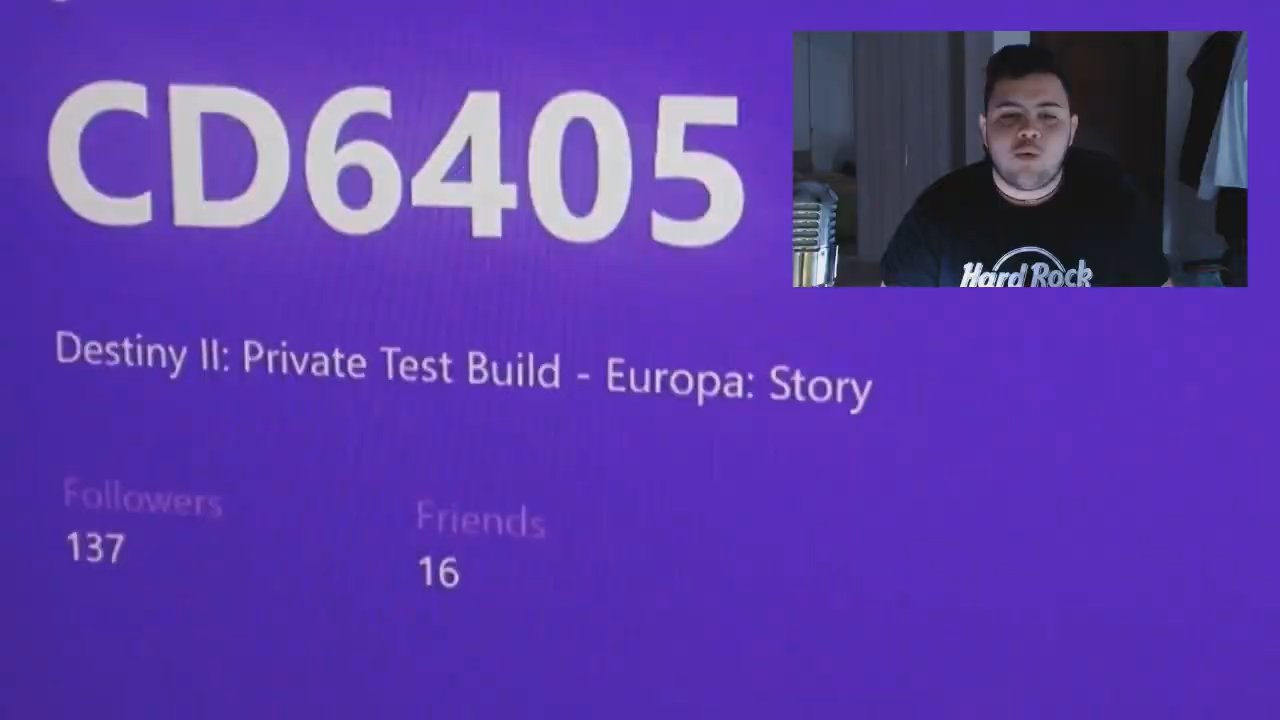 CD6405
Hard Rock
Destiny II: Private Test Build - Europa: Story
Followers
Friends
137
16